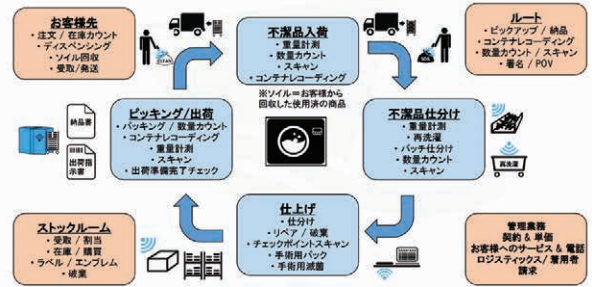 お客様先
・注文 / 在庫カウント
・ディスペンシング
・ソイル回収
・受取/発送
不潔品入荷
・重量計測
・数量カウント
・スキャン
・コンテナレコーディング
ルート
・ピックアップ / 納品
・コンテナレコーディング
・数量カウント / スキャン
・署名 / POV
※ソイル＝お客様から
回収した使用済の商品
ピッキング/出荷
・パッキング / 数量カウント
・コンテナレコーディング
・重量計測
・スキャン
・出荷準備完了チェック
納品書
出荷指
示書
不潔品仕分け
・重量計測
・再洗濯
・バッチ仕分け
・数量カウント
・スキャン
再洗濯
ストックルーム
・受取 / 割当
・在庫 / 購買
・ラベル / エンブレム
・破棄
仕上げ
・仕分け
・リペア / 破棄
・チェックポイントスキャン
・手術用パック
・手術用滅菌
管理業務
契約 & 単価
お客様へのサービス & 電話
ロジスティックス/ 着用者
請求